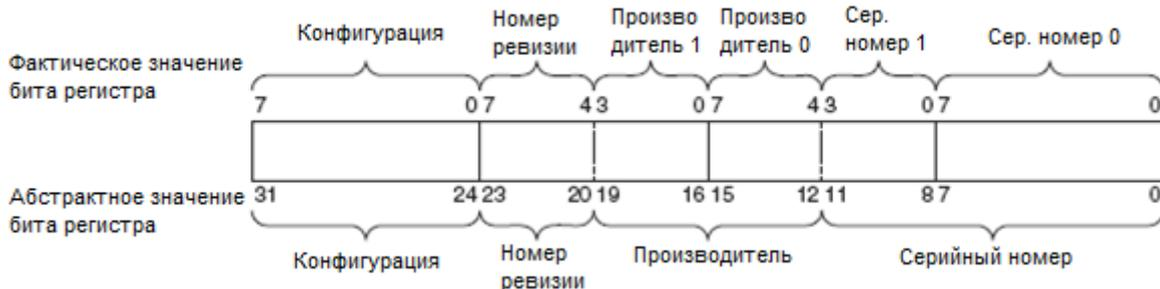 Конфигурация
Номер
ревизии
Произво
дитель 1
Произво
дитель 0
Сер.
номер 1
Сер. номер 0
Фактическое значение
бита регистра
7 0 7 4 3 0 7 4 3 0 7 0
Абстрактное значение
бита регистра
31 24 23 20 19 16 15 12 11 8 7 0
Конфигурация
Номер
ревизии
Производитель
Серийный номер